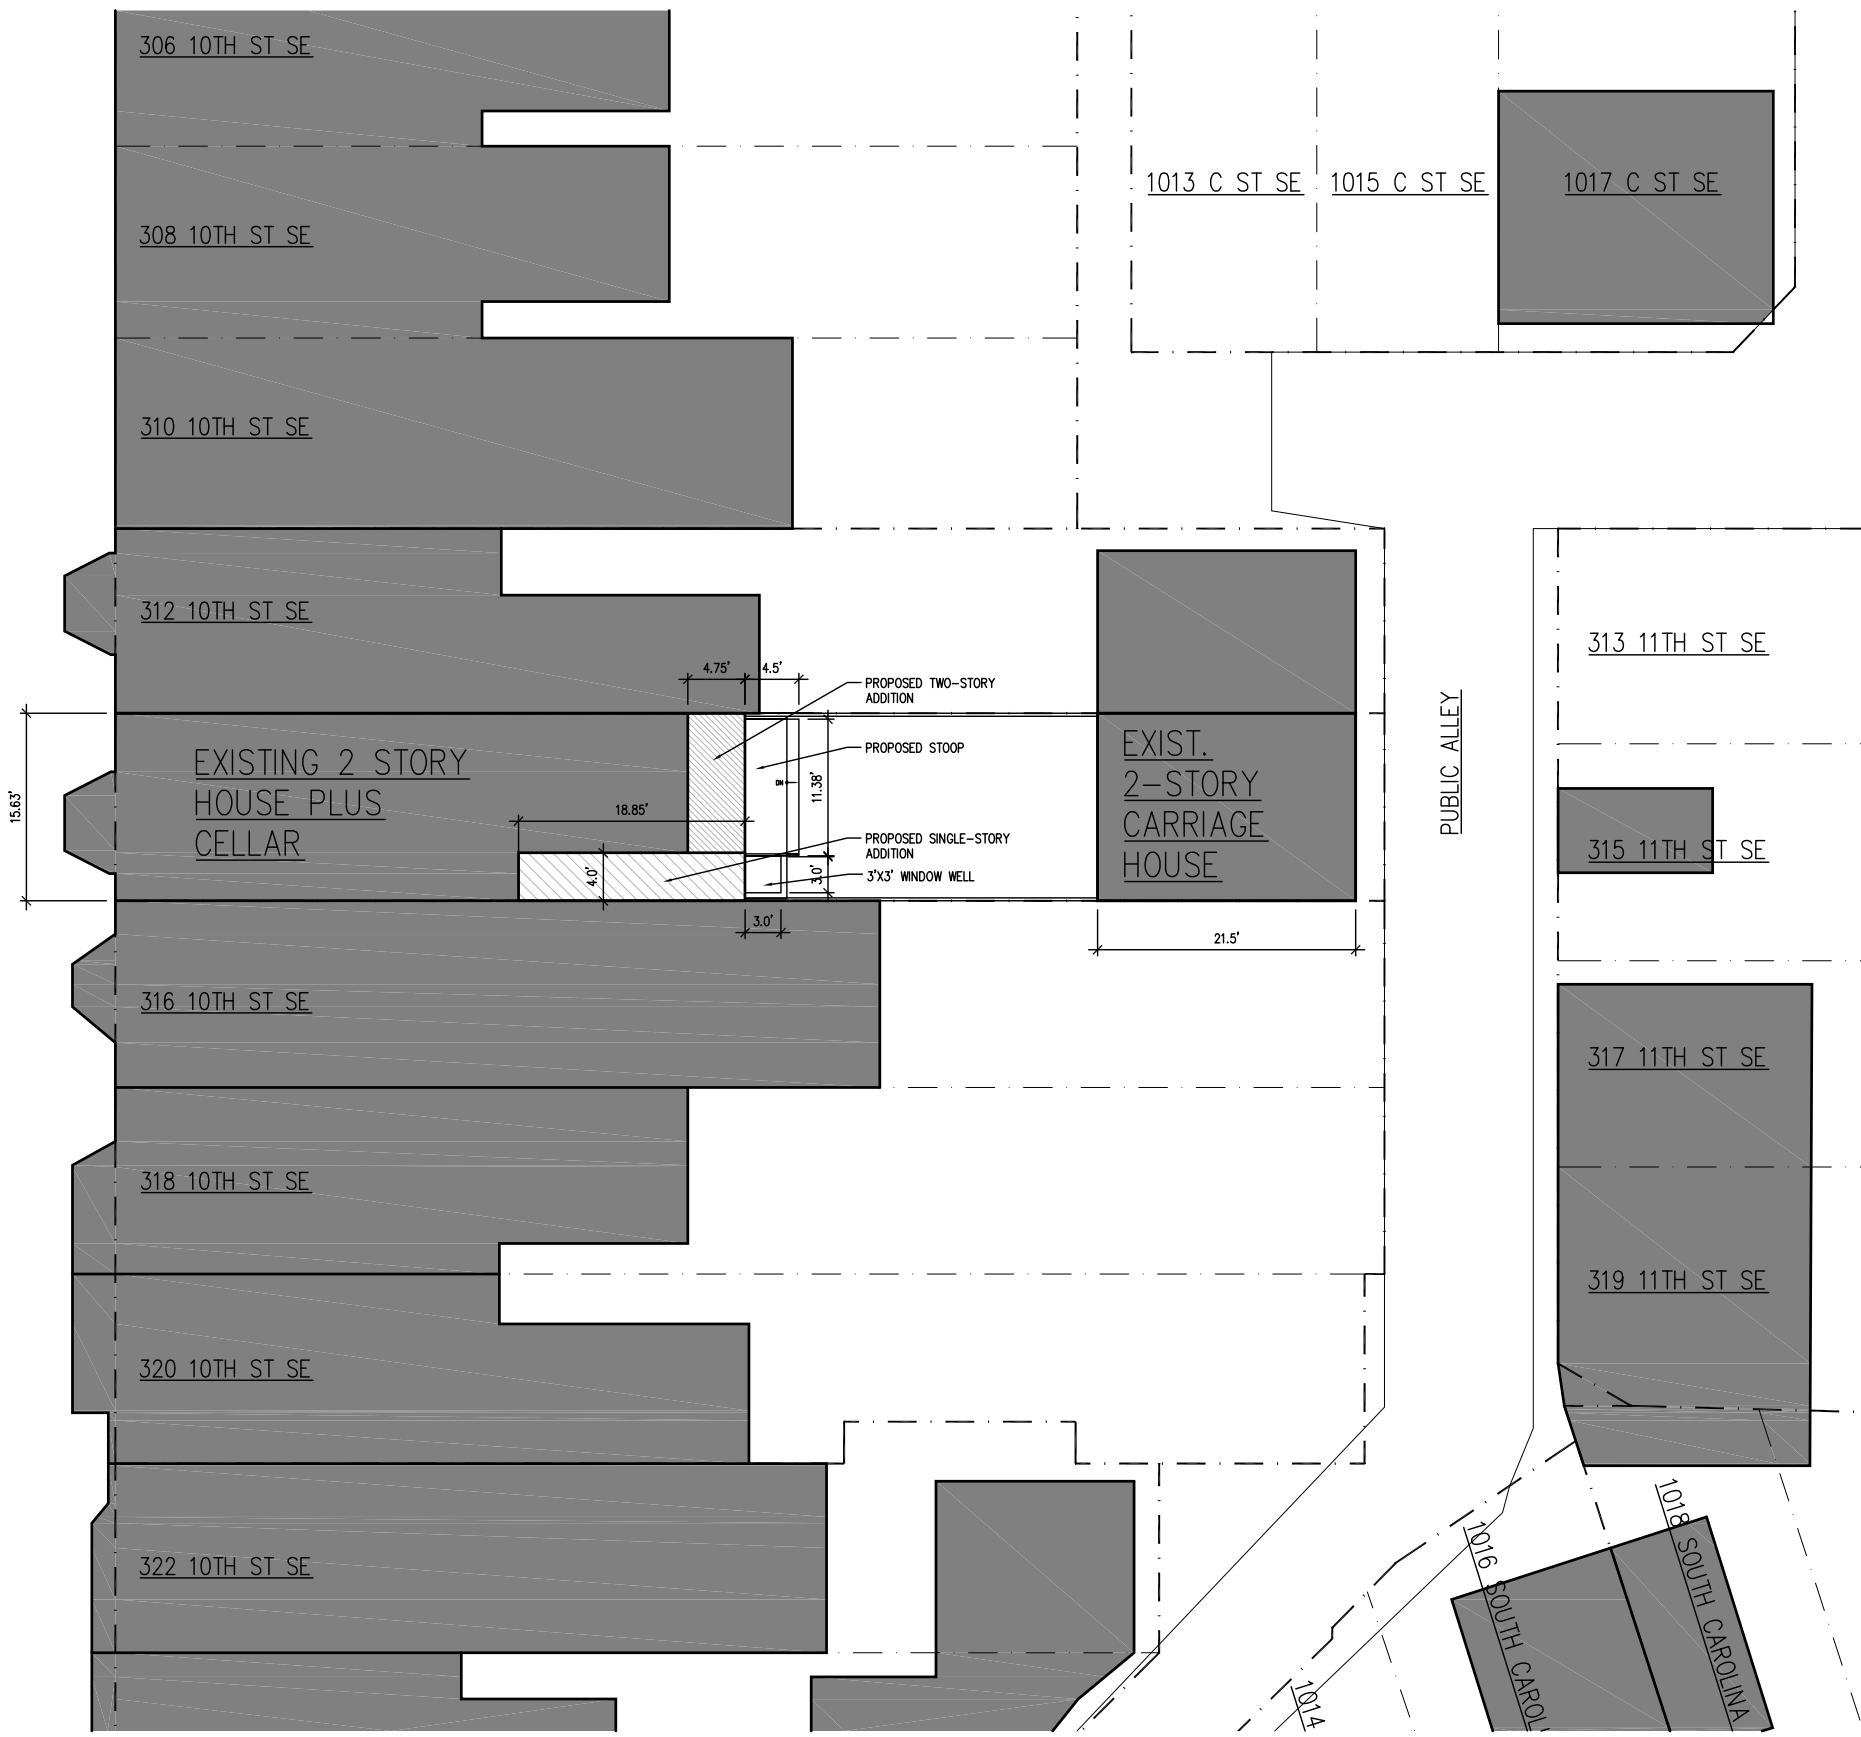 306 10TH ST SE
1013 C ST SE
1015 C ST SE
1017 C ST SE
308 10TH ST SE
310 10TH ST SE
312 10TH ST SE
313 11TH ST SE
4.75'
4.5'
PROPOSED TWO-STORY
ADDITION
PROPOSED STOOP
DN
11.38'
15.63'
EXISTING 2 STORY
HOUSE PLUS
CELLAR
18.85'
4.0'
PROPOSED SINGLE-STORY
ADDITION
3'X3' WINDOW WELL
3.0'
3.0'
EXIST.
2-STORY
CARRIAGE
HOUSE
21.5'
PUBLIC ALLEY
315 11TH ST SE
316 10TH ST SE
317 11TH ST SE
318 10TH ST SE
319 11TH ST SE
320 10TH ST SE
322 10TH ST SE
1014
1016 SOUTH CAROL
1018 SOUTH CAROLINA